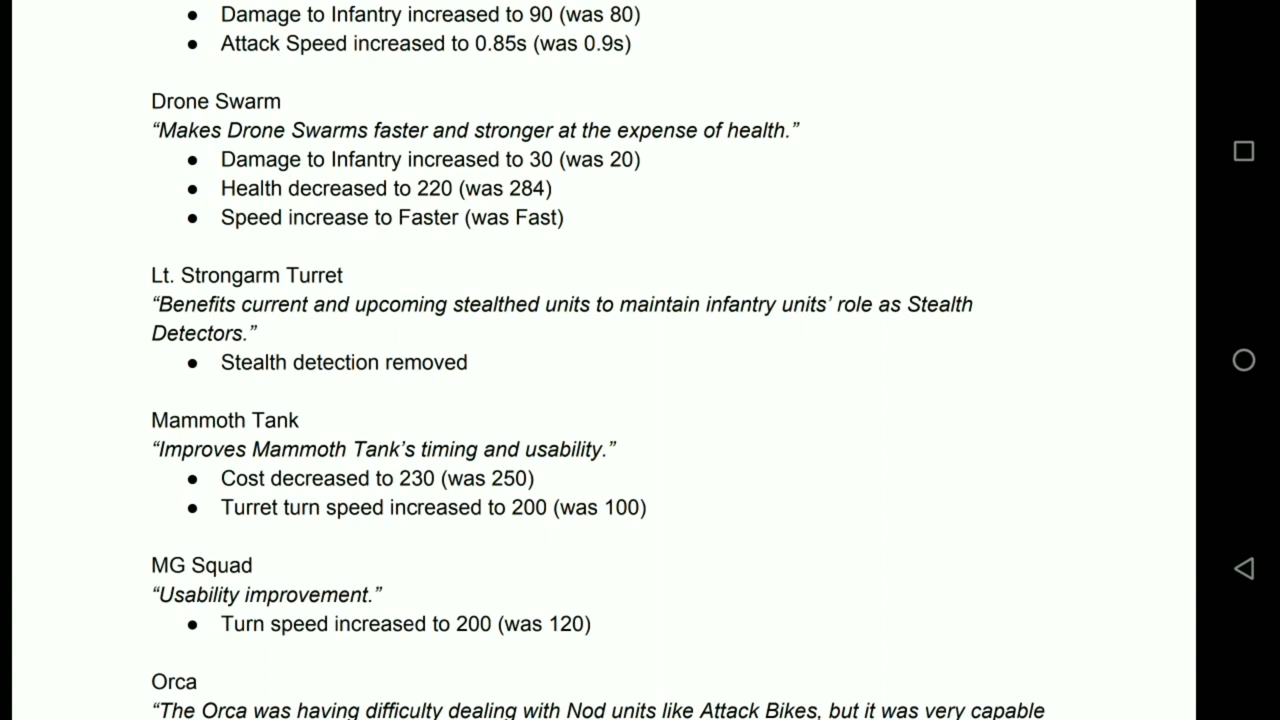 ● Damage to Infantry increased to 90 (was 80)
● Attack Speed increased to 0.85s (was 0.9s)
Drone Swarm
“Makes Drone Swarms faster and stronger at the expense of health.”
● Damage to Infantry increased to 30 (was 20)
● Health decreased to 220 (was 284)
● Speed increase to Faster (was Fast)
Lt. Strongarm Turret
“Benefits current and upcoming stealthed units to maintain infantry units’ role as Stealth
Detectors.”
● Stealth detection removed
Mammoth Tank
“Improves Mammoth Tank’s timing and usability.”
● Cost decreased to 230 (was 250)
● Turret turn speed increased to 200 (was 100)
MG Squad
“Usability improvement.”
● Turn speed increased to 200 (was 120)
Orca
“The Orca was having difficulty dealing with Nod units like Attack Bikes, but it was very capable